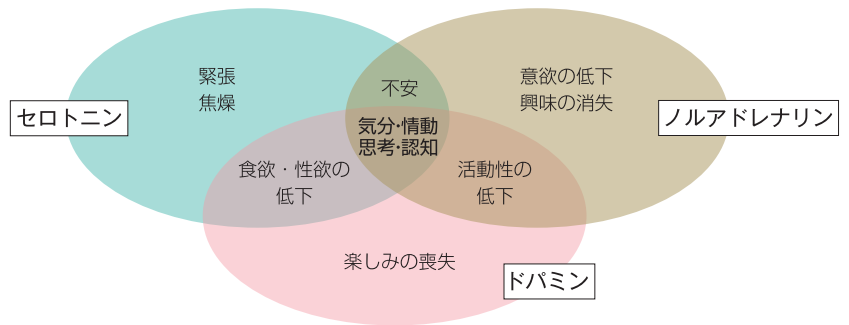 緊張
焦燥
不安
意欲の低下
興味の消失
セロトニン
ノルアドレナリン
気分・情動
思考・認知
食欲・性欲の
低下
活動性の
低下
楽しみの喪失
ドパミン